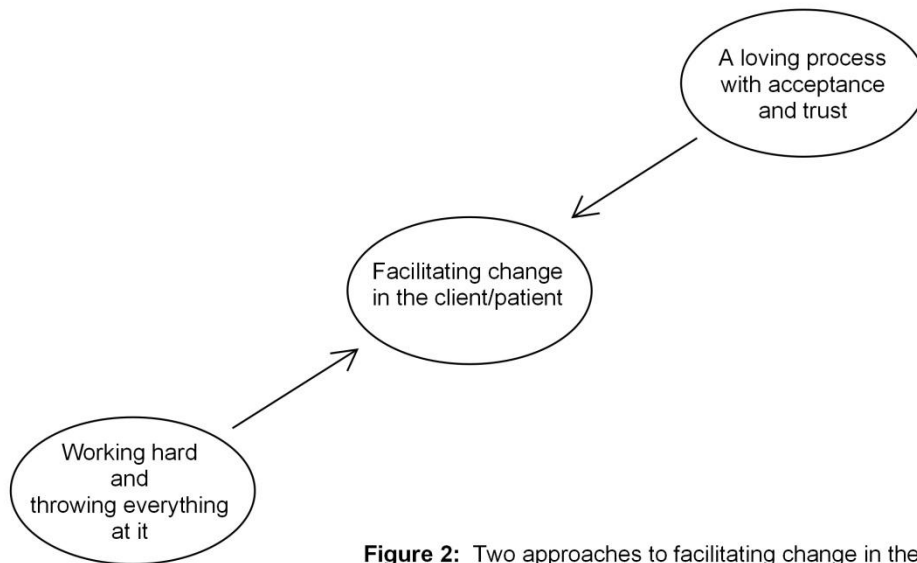 A loving process
with acceptance
and trust
Facilitating change
in the client/patient
Working hard
and
throwing everything
at it
Figure 2: Two approaches to facilitating change in the